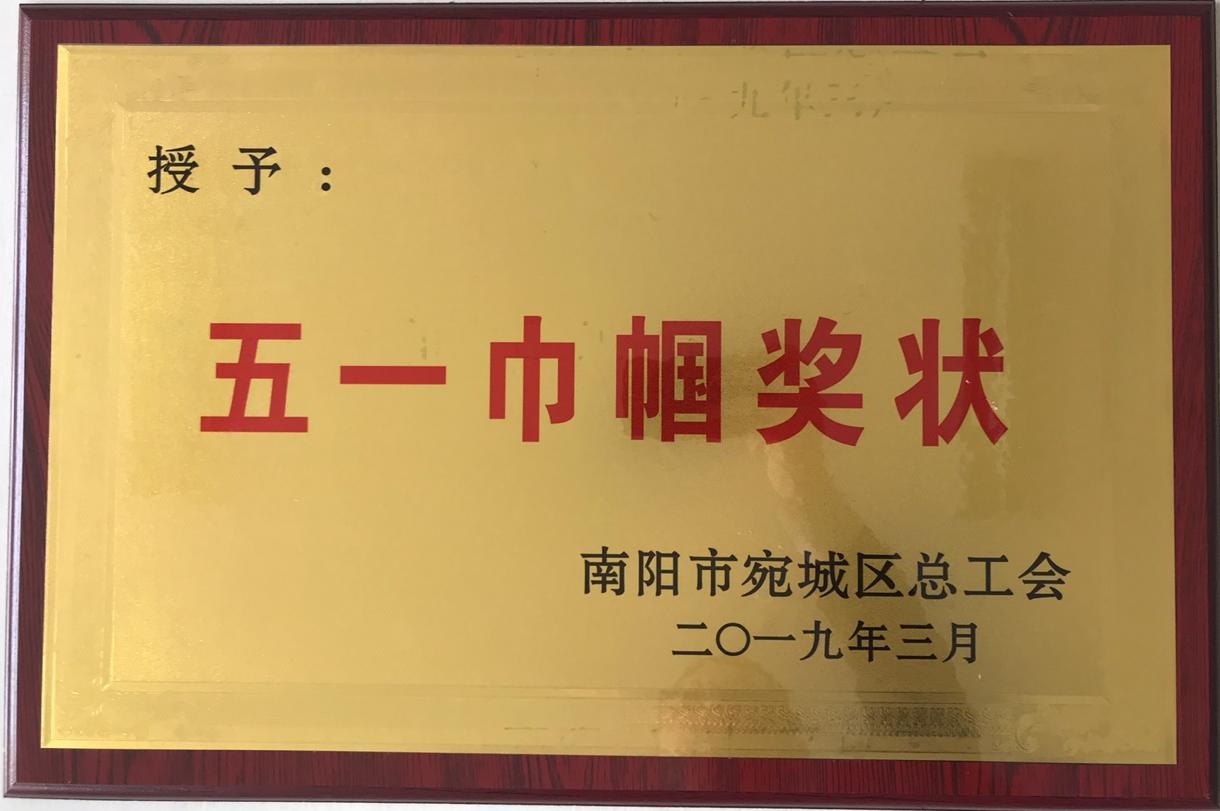 授予：
五一巾帼奖状
南阳市宛城区总工会
二〇一九年三月